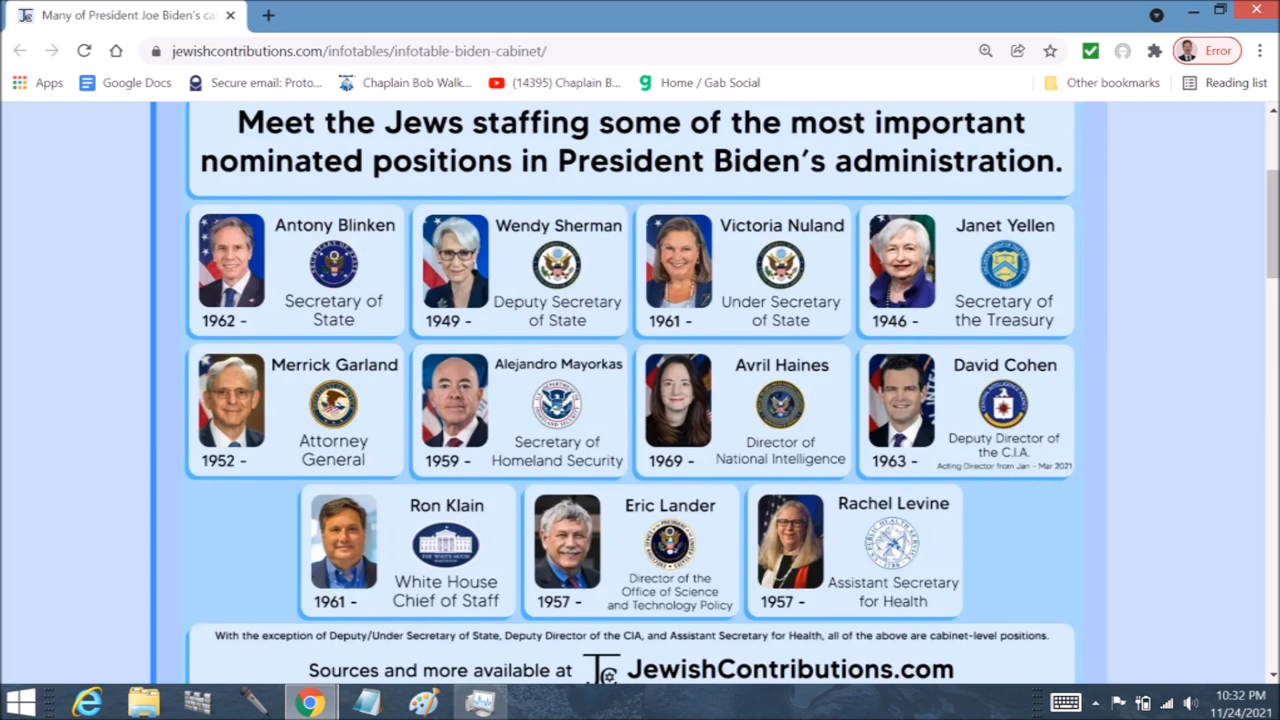 Many of President Joe Biden's ca
jewishcontributions.com/infotables/infotable-biden-cabinet/
Error
Apps
Google Docs
Secure email: Proto...
Chaplain Bob Walk...
(14395) Chaplain B...
Home / Gab Social
Other bookmarks
Reading list
Meet the Jews staffing some of the most important
nominated positions in President Biden's administration.
Antony Blinken
Secretary of
State
1962 -
Wendy Sherman
Deputy Secretary
of State
1949 -
Victoria Nuland
Under Secretary
of State
1961 -
Janet Yellen
Secretary of
the Treasury
1946 -
Merrick Garland
Attorney
General
1952 -
Alejandro Mayorkas
Secretary of
Homeland Security
1959 -
Avril Haines
Director of
National Intelligence
1969 -
David Cohen
Deputy Director of
the C.I.A.
Acting Director from Jan - Mar 2021
1963 -
Ron Klain
THE WHITE HOUSE
White House
Chief of Staff
1961 -
Eric Lander
Director of the
Office of Science
and Technology Policy
1957 -
Rachel Levine
Assistant Secretary
for Health
1957 -
With the exception of Deputy/Under Secretary of State, Deputy Director of the CIA, and Assistant Secretary for Health, all of the above are cabinet-level positions.
Sources and more available at JewishContributions.com
10:32 PM
11/24/2021